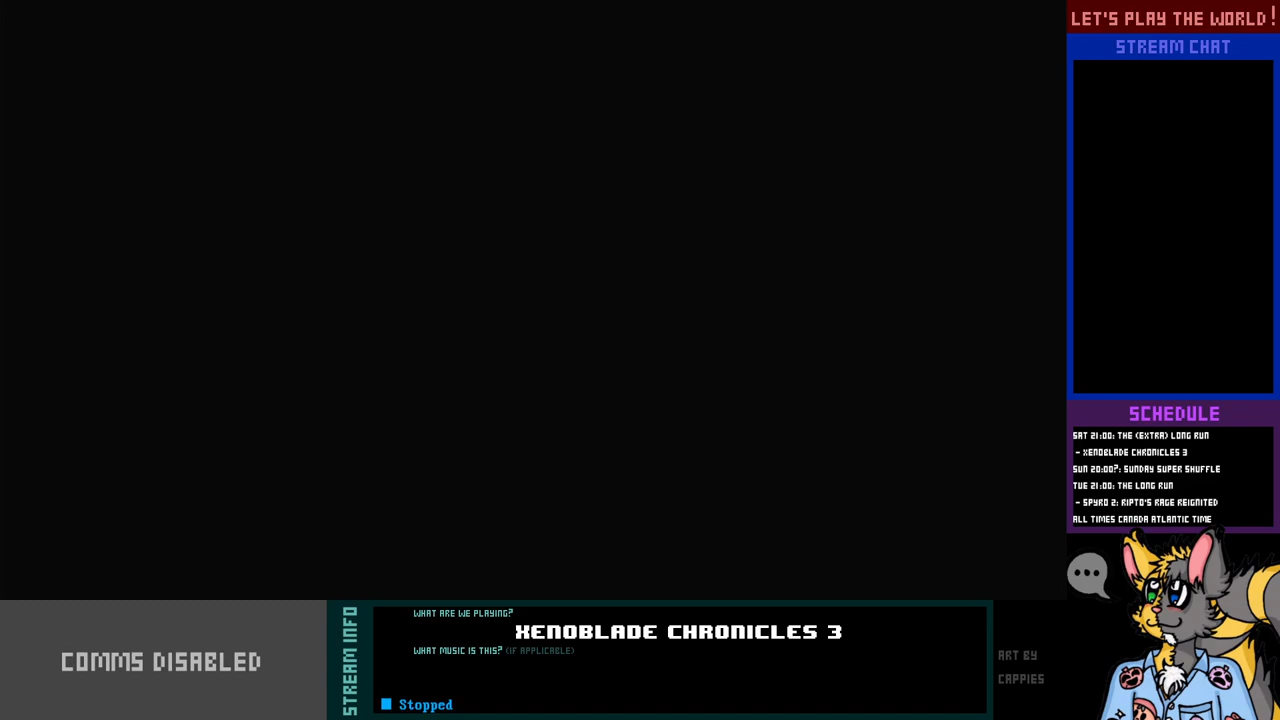 LET'S PLAY THE WORLD!
STREAM CHAT
SCHEDULE
SAT 21:00: THE (EXTRA) LONG RUN
- XENOBLADE CHRONICLES 3
SUN 20:00?: SUNDAY SUPER SHUFFLE
TUE 21:00: THE LONG RUN
- SPYRO 2: RIPTO'S RAGE REIGNITED
ALL TIMES CANADA ATLANTIC TIME
COMMS DISABLED
STREAM INFO
WHAT ARE WE PLAYING?
XENOBLADE CHRONICLES 3
WHAT MUSIC IS THIS? (IF APPLICABLE)
Stopped
ART BY
CAPPIES